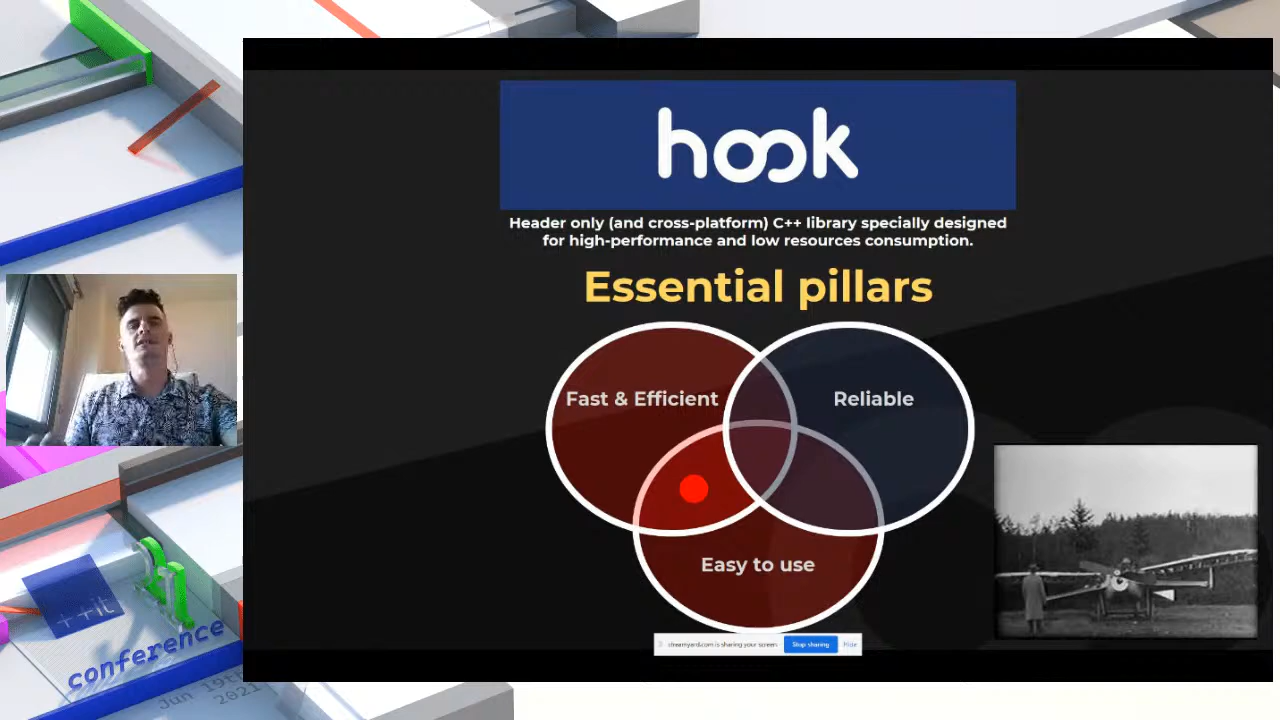 hook
Header only (and cross-platform) C++ library specially designed
for high-performance and low resources consumption.
Essential pillars
Fast & Efficient
Reliable
Easy to use
streamyard.com is sharing your screen
Stop sharing
Hide
++it
conference
Jun 19th
2021